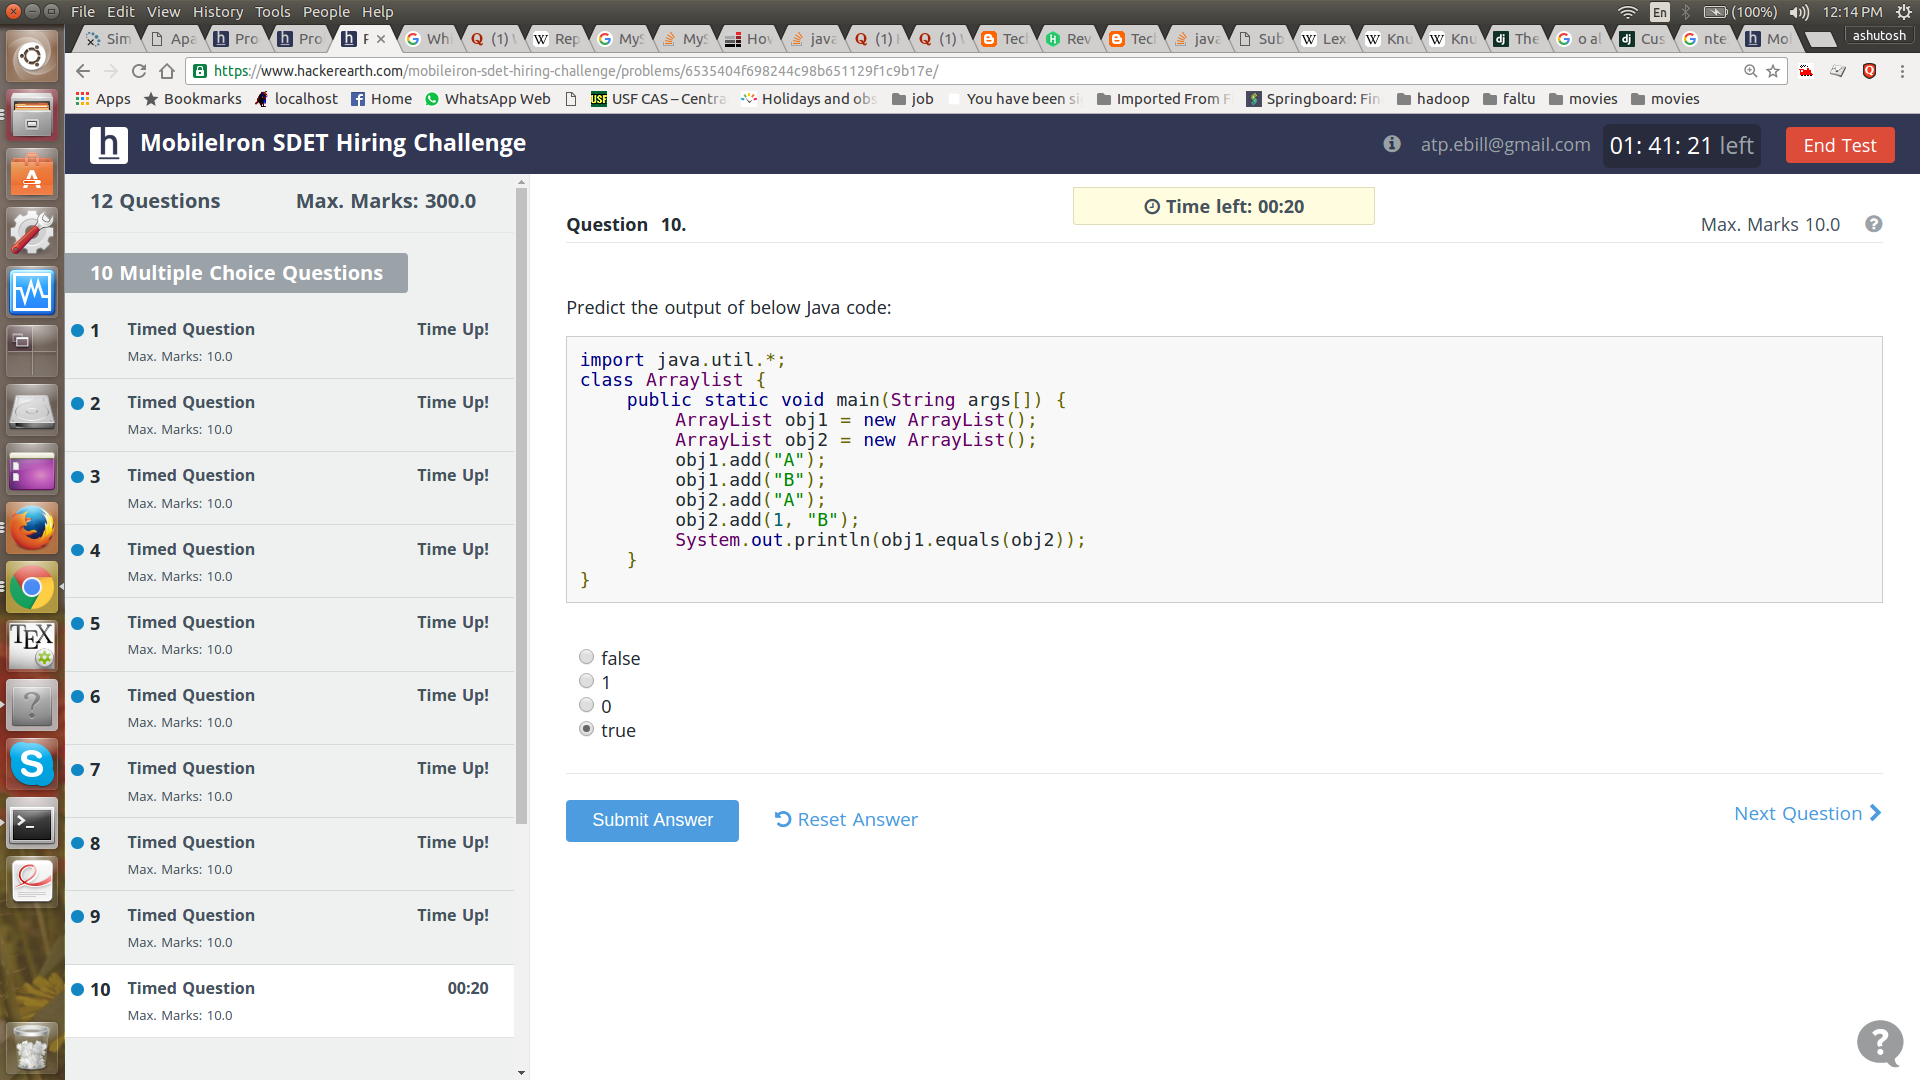 File Edit View History Tools People Help
En (100%) 12:14 PM
Sim Apa Pro Pro P Whi Q (1) W Rep MyS MyS How java (1) (1) Tec Rev Tec java Sub Lex Knu Knu The o al Cus nte Mo ashutosh
https://www.hackerearth.com/mobileiron-sdet-hiring-challenge/problems/6535404f698244c98b651129f1c9b17e/
Apps Bookmarks localhost Home WhatsApp Web USF CAS – Centra Holidays and obs job You have been si Imported From F Springboard: Fin hadoop faltu movies movies
h MobileIron SDET Hiring Challenge
atp.ebill@gmail.com 01: 41: 21 left End Test
12 Questions Max. Marks: 300.0
10 Multiple Choice Questions
1 Timed Question Time Up!
Max. Marks: 10.0
2 Timed Question Time Up!
Max. Marks: 10.0
3 Timed Question Time Up!
Max. Marks: 10.0
4 Timed Question Time Up!
Max. Marks: 10.0
5 Timed Question Time Up!
Max. Marks: 10.0
6 Timed Question Time Up!
Max. Marks: 10.0
7 Timed Question Time Up!
Max. Marks: 10.0
8 Timed Question Time Up!
Max. Marks: 10.0
9 Timed Question Time Up!
Max. Marks: 10.0
10 Timed Question 00:20
Max. Marks: 10.0
Time left: 00:20
Question 10. Max. Marks 10.0
Predict the output of below Java code:
import java.util.*;
class Arraylist {
public static void main(String args[]) {
ArrayList obj1 = new ArrayList();
ArrayList obj2 = new ArrayList();
obj1.add("A");
obj1.add("B");
obj2.add("A");
obj2.add(1, "B");
System.out.println(obj1.equals(obj2));
}
}
false
1
0
true
Submit Answer Reset Answer Next Question